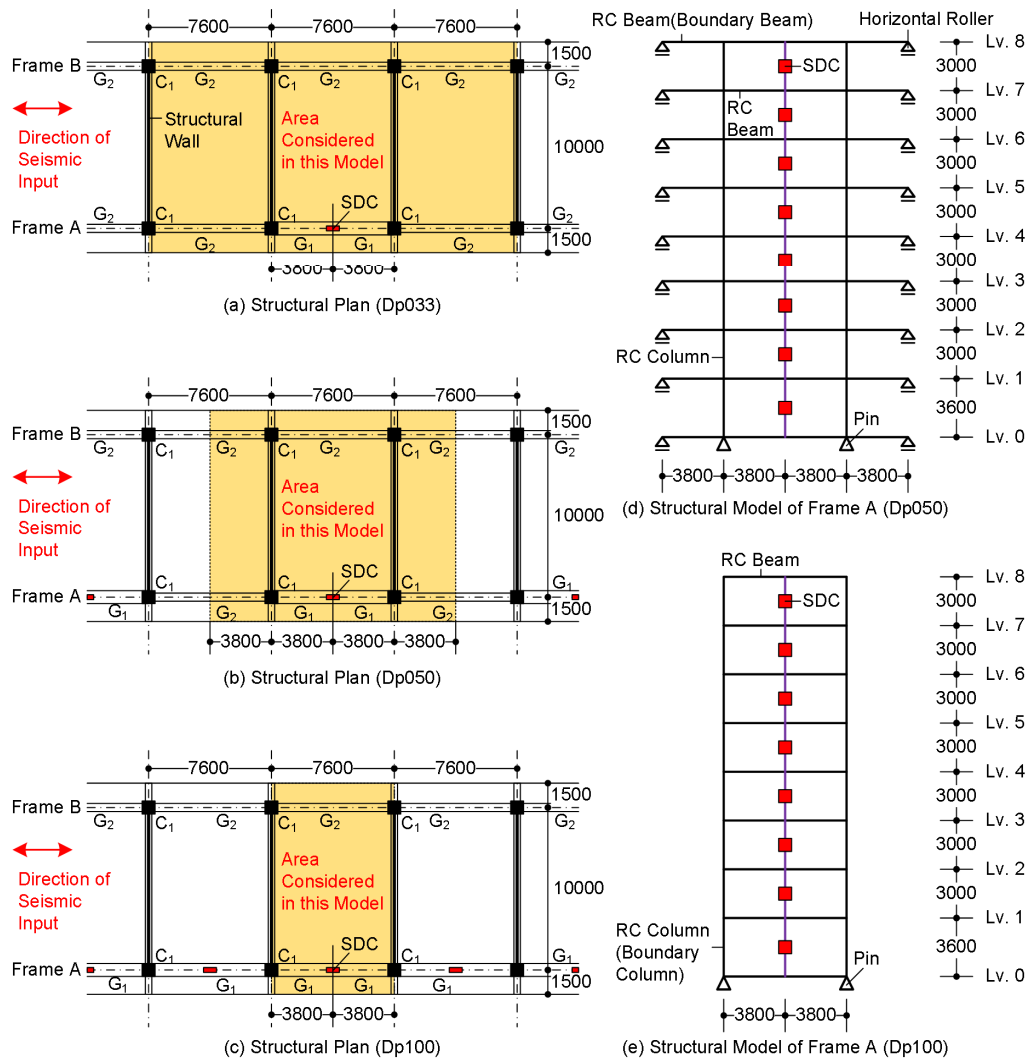 7600 7600 7600
Frame B
G2 C1 G2 C1 G2 C1 G2
1500
Direction of
Seismic
Input
Structural
Wall
Area
Considered
in this Model
10000
SDC
G2 C1 C1 C1 G2
Frame A
G2 G1 G1 G2
1500
3800 3800
(a) Structural Plan (Dp033)
7600 7600 7600
Frame B
G2 C1 G2 C1 G2 C1 G2 G2
1500
Direction of
Seismic
Input
Area
Considered
in this Model
10000
SDC
C1 C1 C1 G1
Frame A
G1 G2 G1 G1 G2
1500
3800 3800 3800 3800
(b) Structural Plan (Dp050)
7600 7600 7600
Frame B
G2 C1 G2 C1 G2 C1 G2 G2
1500
Direction of
Seismic
Input
Area
Considered
in this Model
10000
SDC
C1 C1 C1 G1
Frame A
G1 G1 G1 G1
1500
3800 3800
(c) Structural Plan (Dp100)
RC Beam(Boundary Beam) Horizontal Roller
Lv. 8
SDC 3000
Lv. 7
RC
Beam
3000
Lv. 6
3000
Lv. 5
3000
Lv. 4
3000
Lv. 3
3000
Lv. 2
RC Column 3000
Lv. 1
3600
Pin
Lv. 0
3800 3800 3800 3800
(d) Structural Model of Frame A (Dp050)
RC Beam
Lv. 8
SDC 3000
Lv. 7
3000
Lv. 6
3000
Lv. 5
3000
Lv. 4
3000
Lv. 3
3000
Lv. 2
3000
Lv. 1
RC Column
(Boundary
Column)
3600
Pin
Lv. 0
3800 3800
(e) Structural Model of Frame A (Dp100)